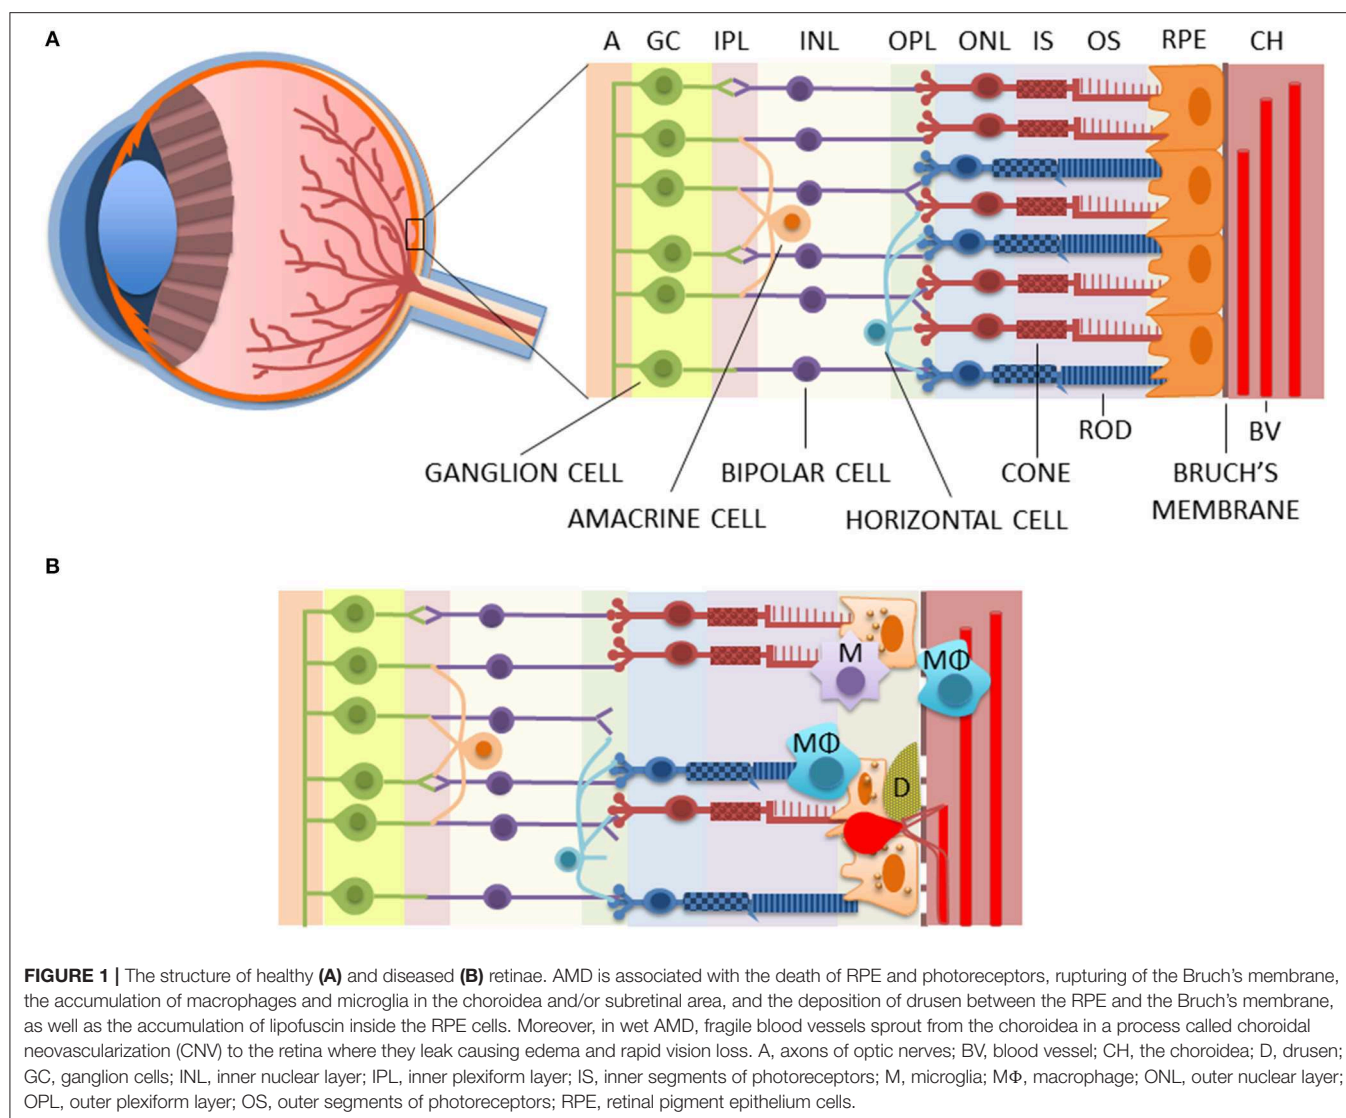 A
A GC IPL INL OPL ONL IS OS RPE CH
ROD BV
GANGLION CELL BIPOLAR CELL CONE BRUCH'S
MEMBRANE
AMACRINE CELL HORIZONTAL CELL
B
M MΦ
MΦ
D
FIGURE 1 | The structure of healthy (A) and diseased (B) retinae. AMD is associated with the death of RPE and photoreceptors, rupturing of the Bruch's membrane,
the accumulation of macrophages and microglia in the choroidea and/or subretinal area, and the deposition of drusen between the RPE and the Bruch's membrane,
as well as the accumulation of lipofuscin inside the RPE cells. Moreover, in wet AMD, fragile blood vessels sprout from the choroidea in a process called choroidal
neovascularization (CNV) to the retina where they leak causing edema and rapid vision loss. A, axons of optic nerves; BV, blood vessel; CH, the choroidea; D, drusen;
GC, ganglion cells; INL, inner nuclear layer; IPL, inner plexiform layer; IS, inner segments of photoreceptors; M, microglia; MΦ, macrophage; ONL, outer nuclear layer;
OPL, outer plexiform layer; OS, outer segments of photoreceptors; RPE, retinal pigment epithelium cells.